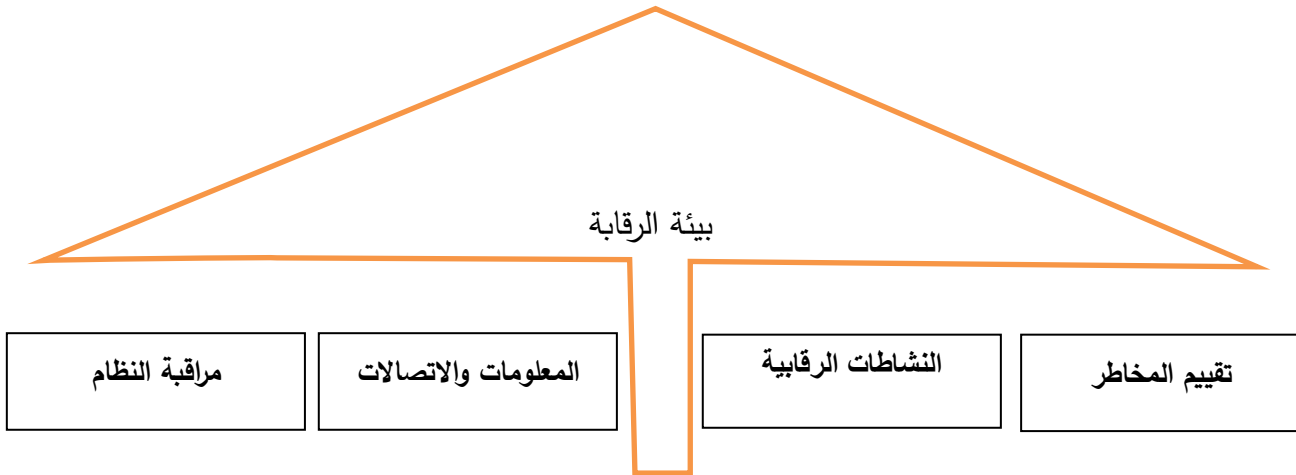 بيئة الرقابة
تقييم المخاطر
النشاطات الرقابية
المعلومات والاتصالات
مراقبة النظام